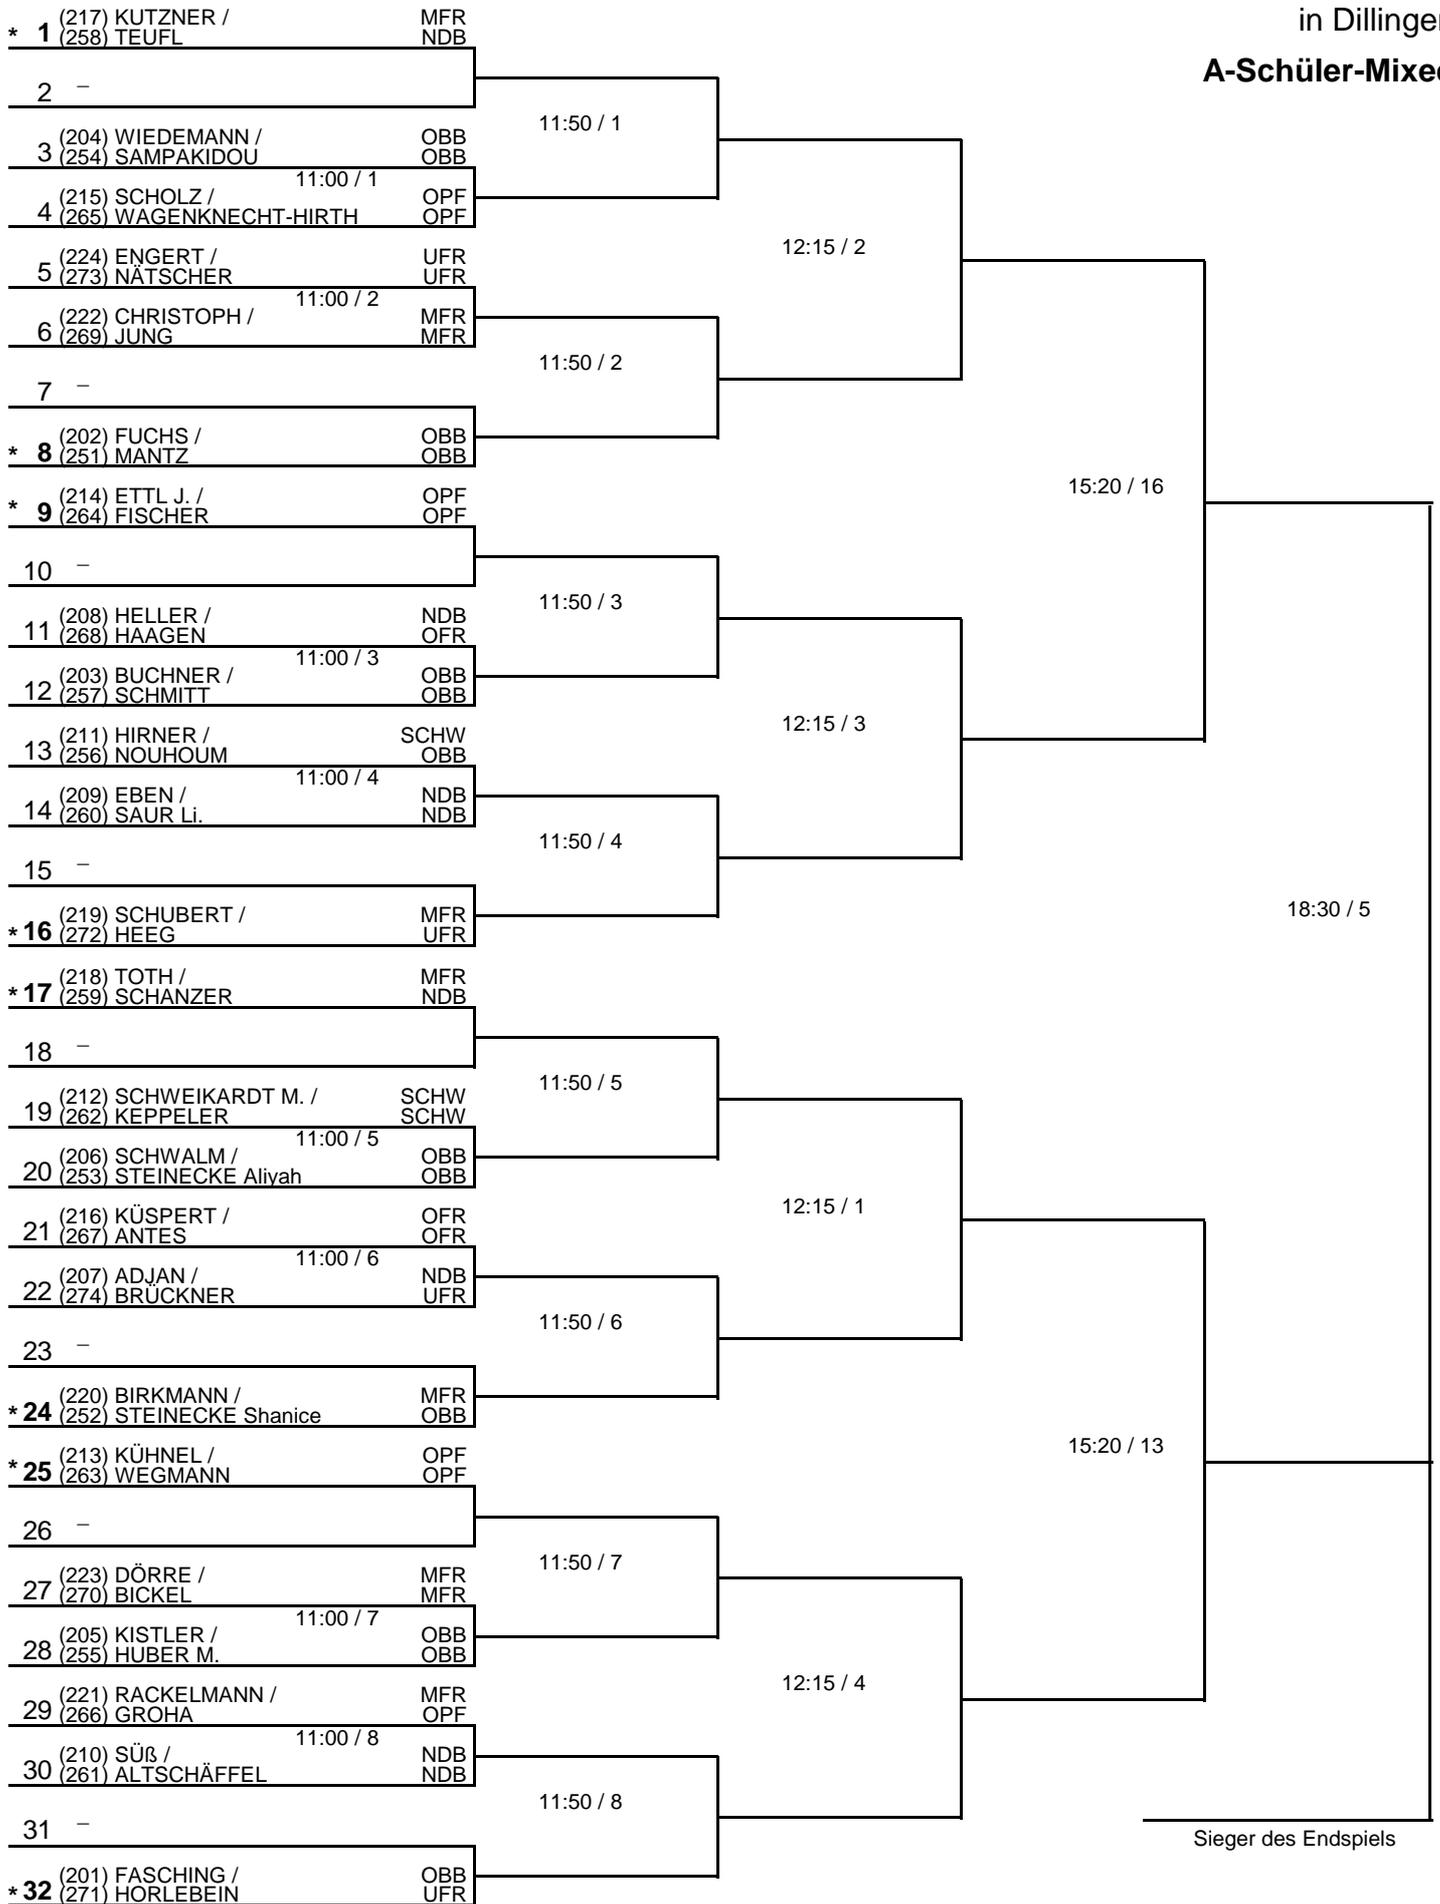 in Dillinge
A-Schüler-Mixe
(217) KUTZNER / MFR
* 1 (258) TEUFL NDB
2 –
11:50 / 1
(204) WIEDEMANN / OBB
3 (254) SAMPAKIDOU OBB
11:00 / 1
(215) SCHOLZ / OPF
4 (265) WAGENKNECHT-HIRTH OPF
12:15 / 2
(224) ENGERT / UFR
5 (273) NÄTSCHER UFR
11:00 / 2
(222) CHRISTOPH / MFR
6 (269) JUNG MFR
11:50 / 2
7 –
(202) FUCHS / OBB
* 8 (251) MANTZ OBB
15:20 / 16
(214) ETTL J. / OPF
* 9 (264) FISCHER OPF
10 –
11:50 / 3
(208) HELLER / NDB
11 (268) HAAGEN OFR
11:00 / 3
(203) BUCHNER / OBB
12 (257) SCHMITT OBB
12:15 / 3
(211) HIRNER / SCHW
13 (256) NOUHOUM OBB
11:00 / 4
(209) EBEN / NDB
14 (260) SAUR Li. NDB
11:50 / 4
15 –
18:30 / 5
(219) SCHUBERT / MFR
* 16 (272) HEEG UFR
(218) TOTH / MFR
* 17 (259) SCHANZER NDB
18 –
11:50 / 5
(212) SCHWEIKARDT M. / SCHW
19 (262) KEPPELER SCHW
11:00 / 5
(206) SCHWALM / OBB
20 (253) STEINECKE Aliyah OBB
12:15 / 1
(216) KÜSPERT / OFR
21 (267) ANTES OFR
11:00 / 6
(207) ADJAN / NDB
22 (274) BRÜCKNER UFR
11:50 / 6
23 –
(220) BIRKMANN / MFR
* 24 (252) STEINECKE Shanice OBB
15:20 / 13
(213) KÜHNEL / OPF
* 25 (263) WEGMANN OPF
26 –
11:50 / 7
(223) DÖRRE / MFR
27 (270) BICKEL MFR
11:00 / 7
(205) KISTLER / OBB
28 (255) HUBER M. OBB
12:15 / 4
(221) RACKELMANN / MFR
29 (266) GROHA OPF
11:00 / 8
(210) SÜß / NDB
30 (261) ALTSCHÄFFEL NDB
11:50 / 8
31 –
Sieger des Endspiels
(201) FASCHING / OBB
* 32 (271) HORLEBEIN UFR